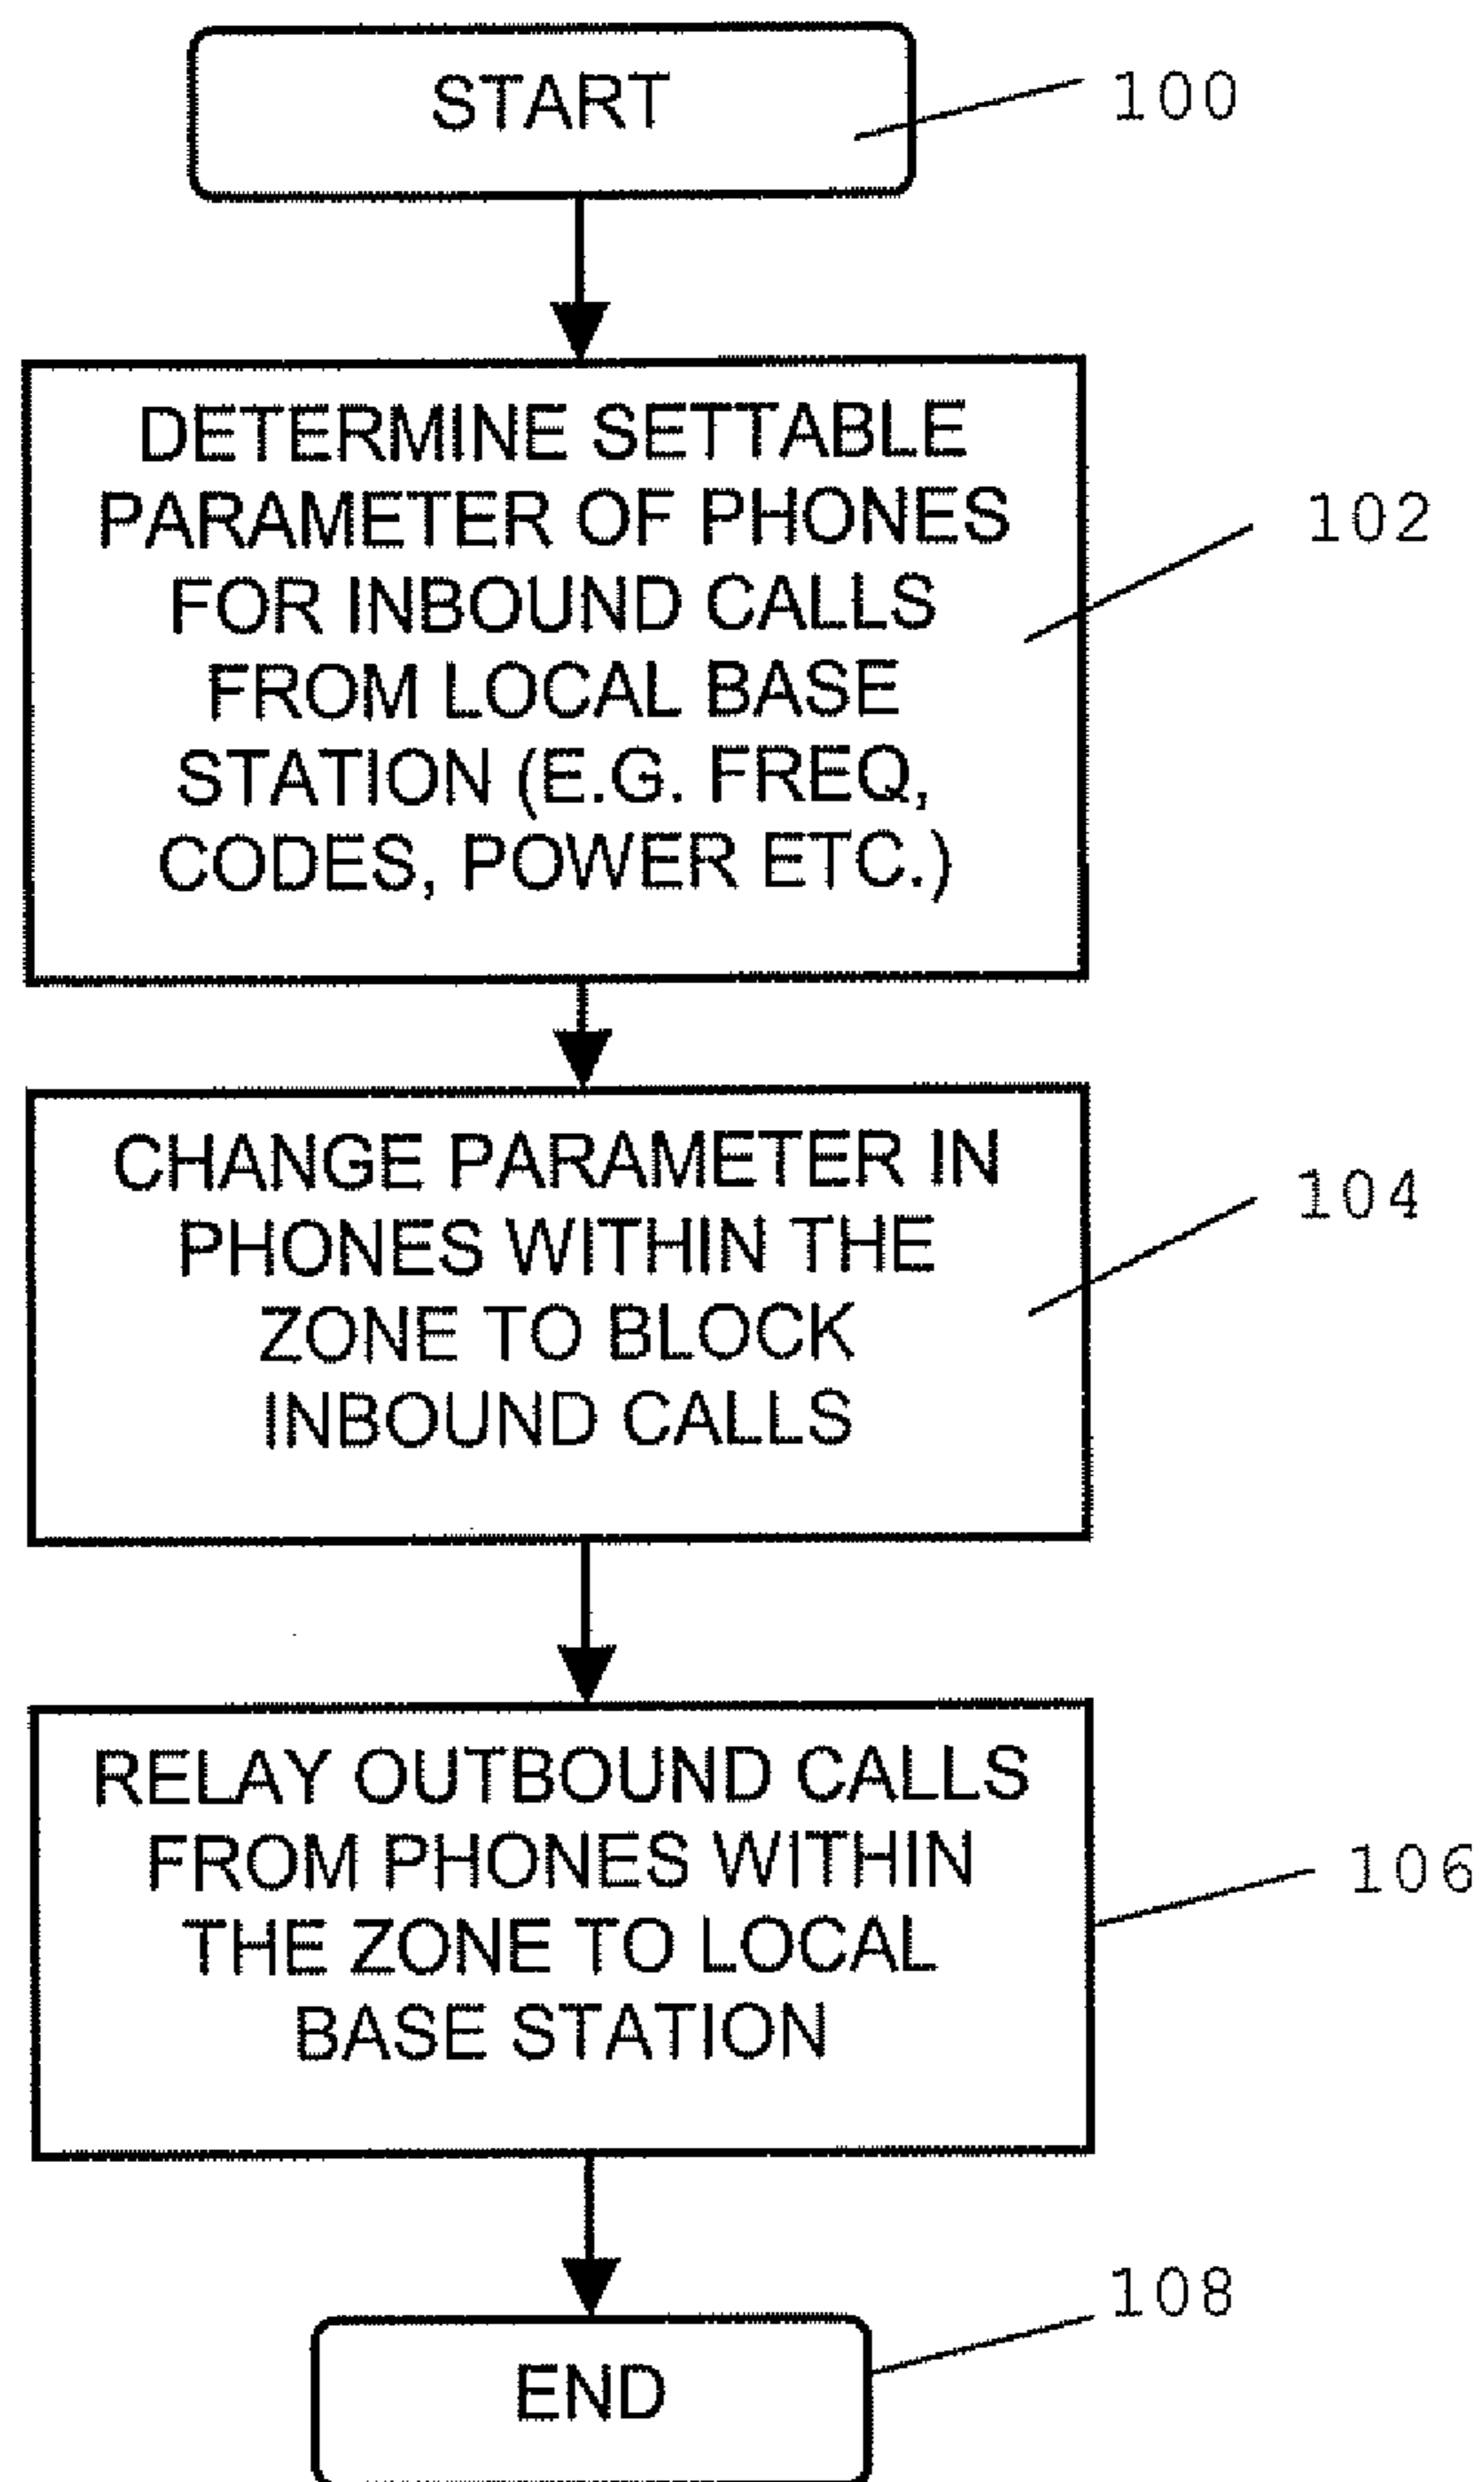 START
100
DETERMINE SETTABLE
PARAMETER OF PHONES
FOR INBOUND CALLS
FROM LOCAL BASE
STATION (E.G. FREQ,
CODES, POWER ETC.)
102
CHANGE PARAMETER IN
PHONES WITHIN THE
ZONE TO BLOCK
INBOUND CALLS
104
RELAY OUTBOUND CALLS
FROM PHONES WITHIN
THE ZONE TO LOCAL
BASE STATION
106
END
108